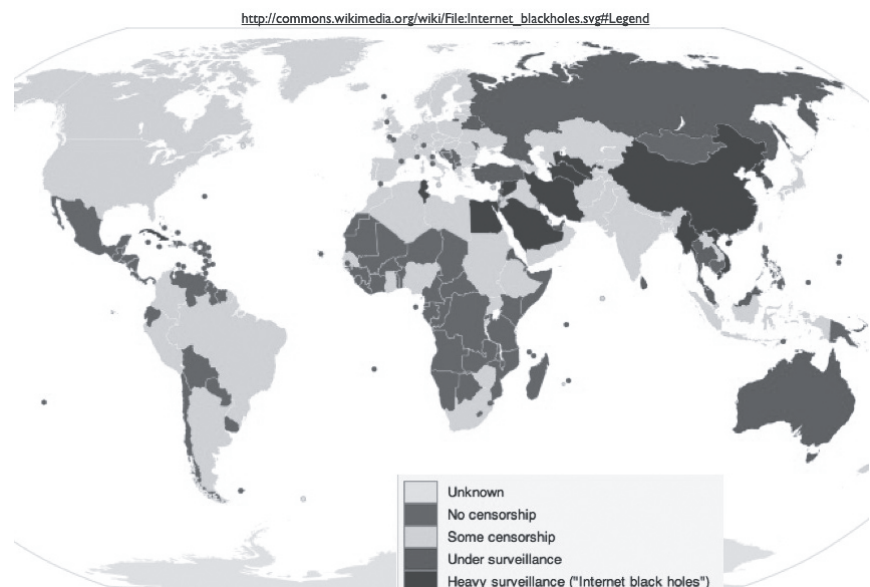 http://commons.wikimedia.org/wiki/File:Internet_blackholes.svg#Legend
Unknown
No censorship
Some censorship
Under surveillance
Heavy surveillance ("Internet black holes")